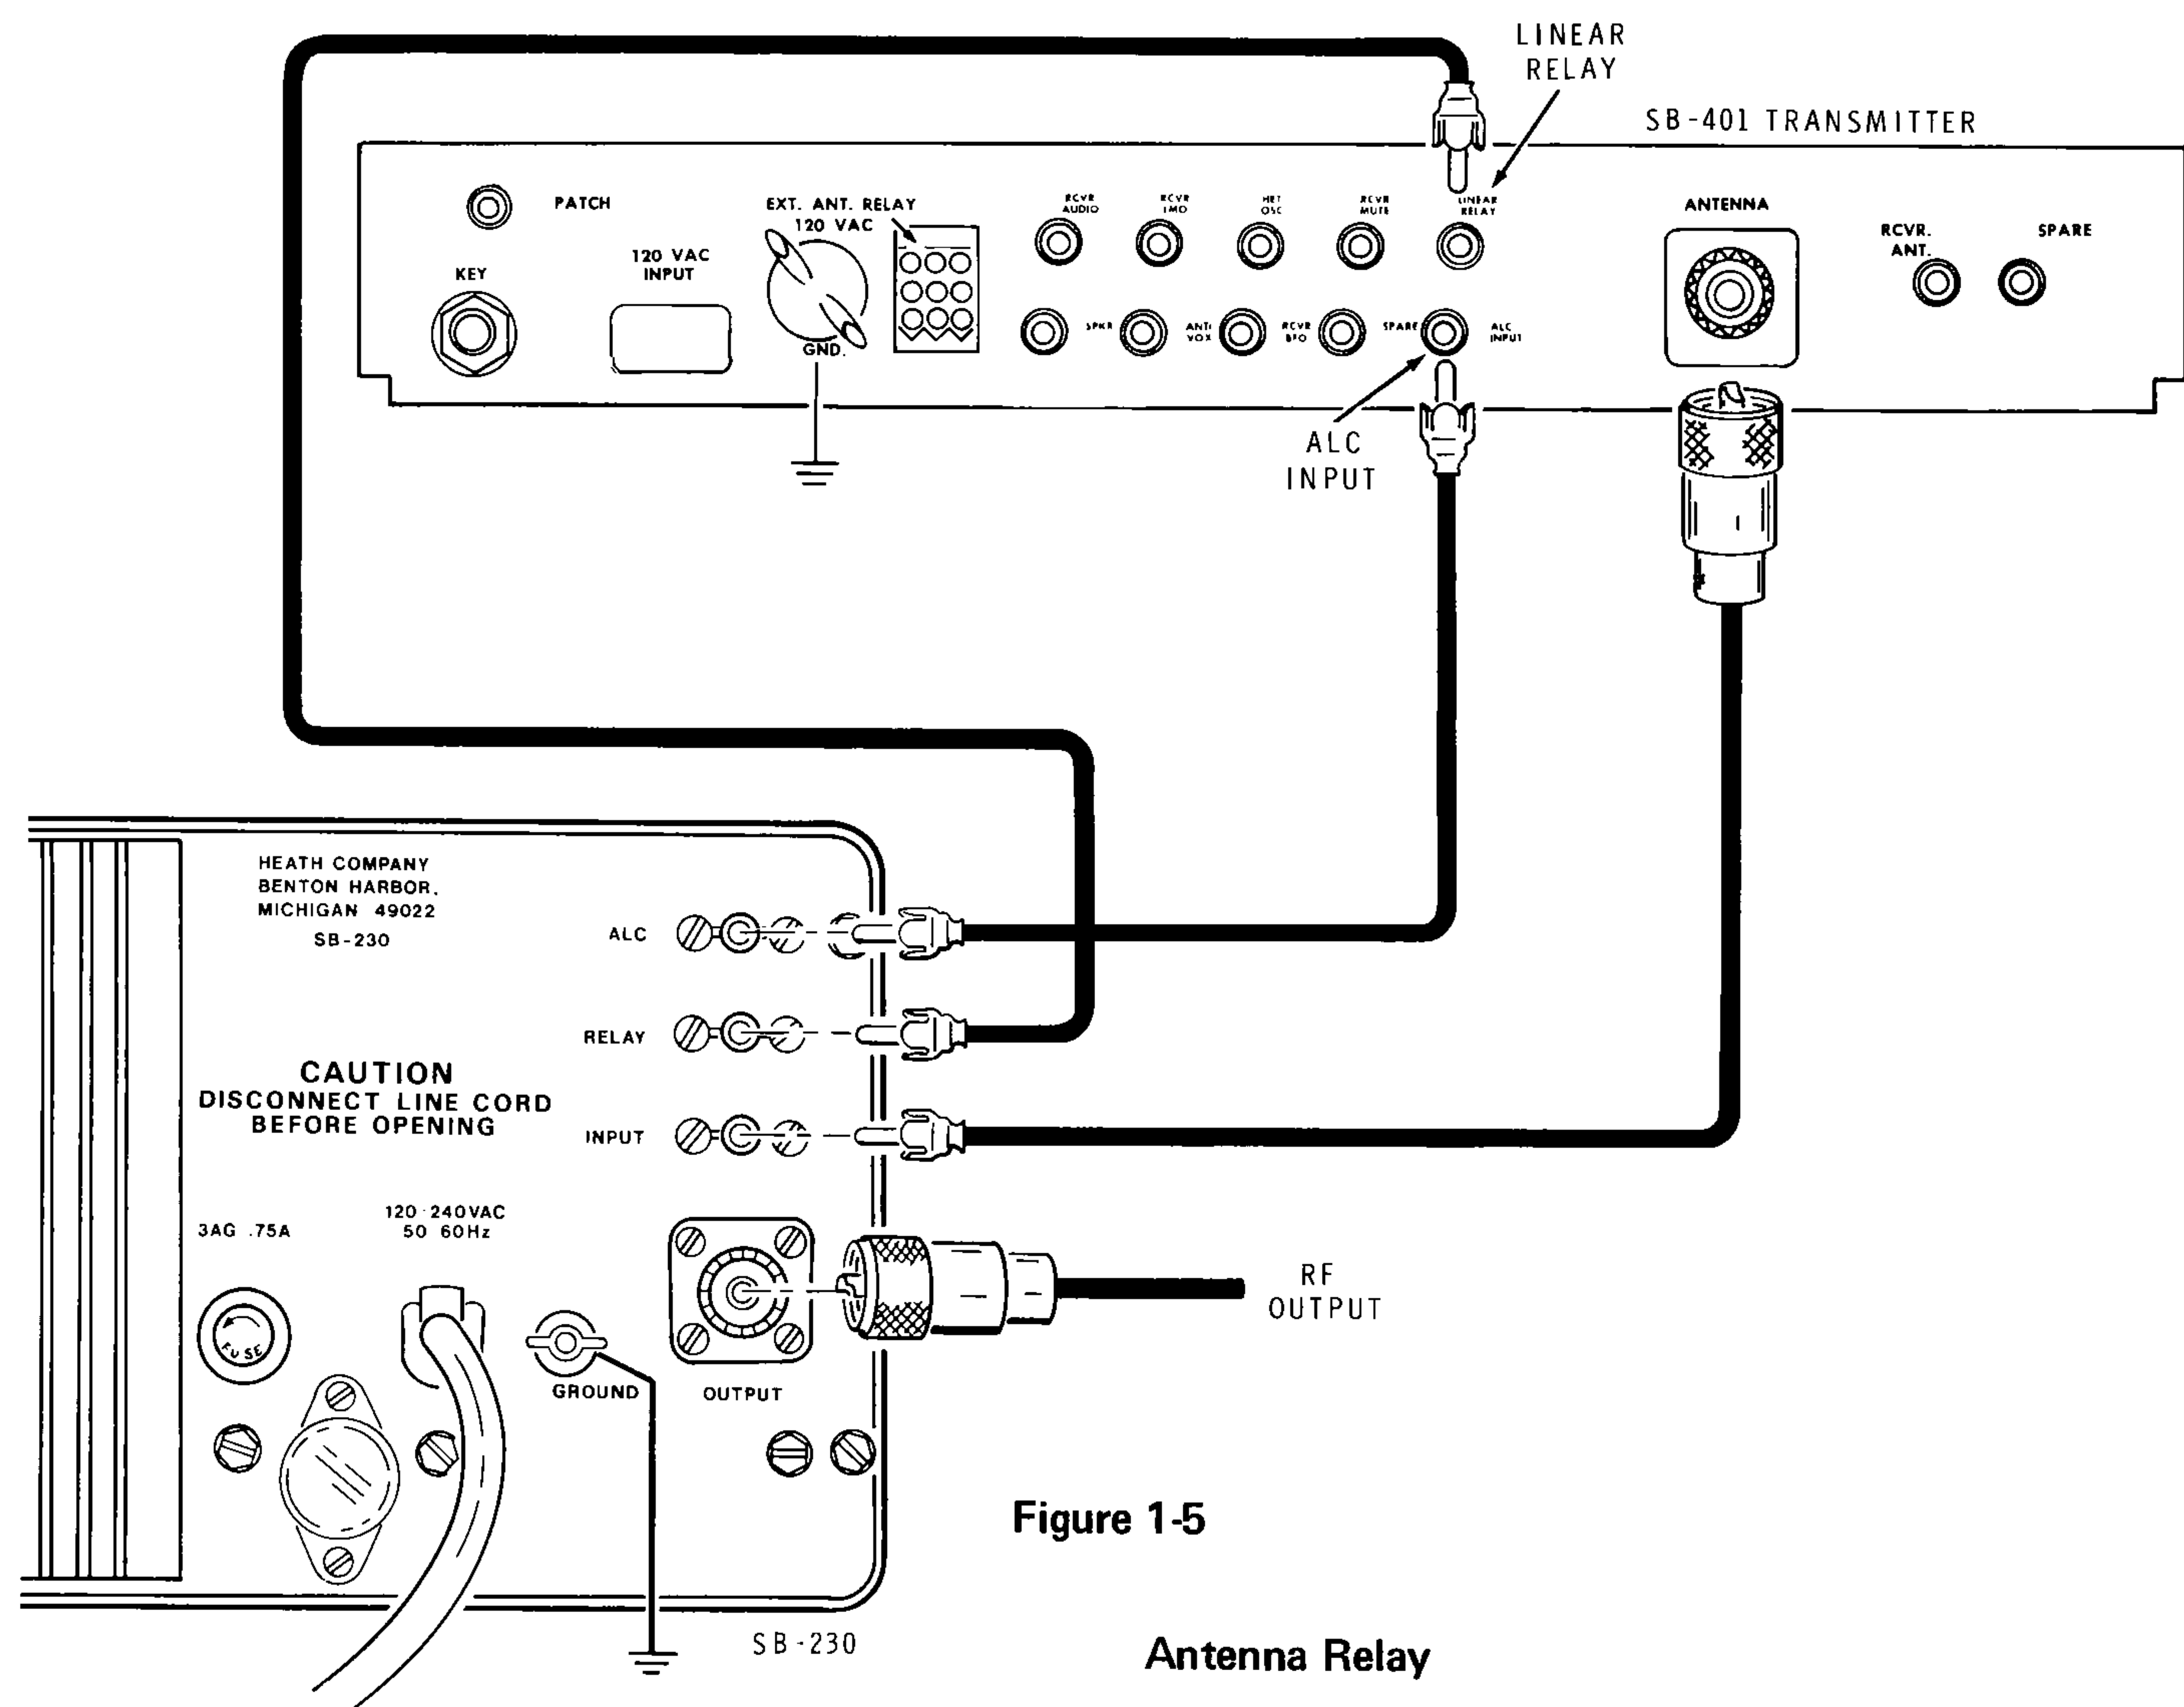 LINEAR
RELAY
SB-401 TRANSMITTER
PATCH
KEY
120 VAC
INPUT
EXT. ANT. RELAY
120 VAC
GND.
RCVR
AUDIO
RCVR
LMO
HET
OSC
RCVR
MUTE
LINEAR
RELAY
SPKR
ANTI
VOX
RCVR
BFO
SPARE
ALC
INPUT
ANTENNA
RCVR.
ANT.
SPARE
ALC
INPUT
HEATH COMPANY
BENTON HARBOR,
MICHIGAN 49022
SB-230
ALC
RELAY
CAUTION
DISCONNECT LINE CORD
BEFORE OPENING
INPUT
3AG .75A
120-240VAC
50 60Hz
FUSE
GROUND
OUTPUT
RF
OUTPUT
SB-230
Figure 1-5
Antenna Relay